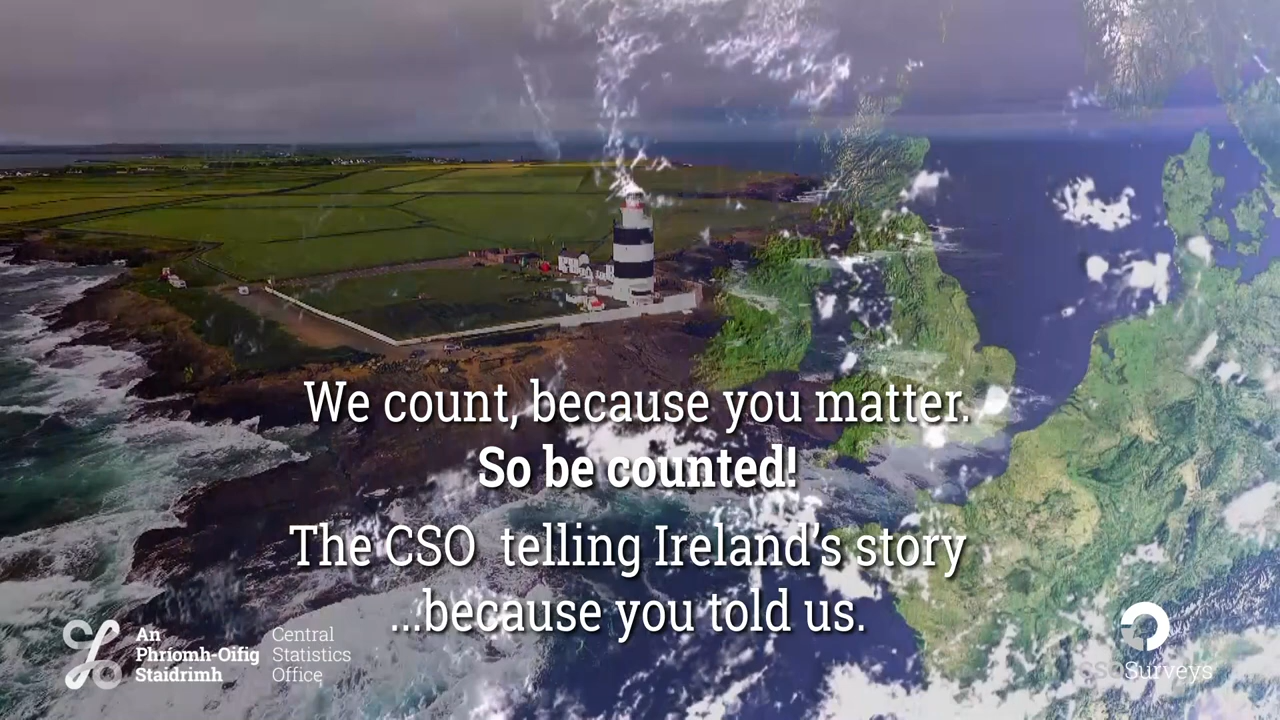 We count, because you matter.
So be counted!
The CSO telling Ireland's story
...because you told us.
An
Phríomh-Oifig
Staidrimh
Central
Statistics
Office
CSO
Surveys